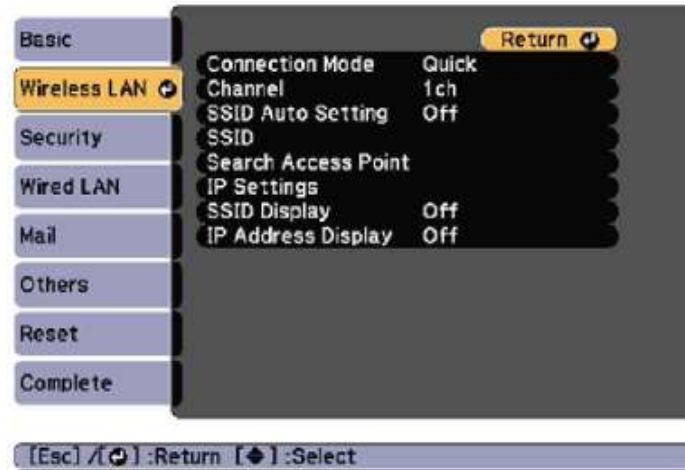 Basic
Wireless LAN
Security
Wired LAN
Mail
Others
Reset
Complete
Return
Connection Mode Quick
Channel 1ch
SSID Auto Setting Off
SSID
Search Access Point
IP Settings
SSID Display Off
IP Address Display Off
[Esc] /[⏎] :Return [◆] :Select